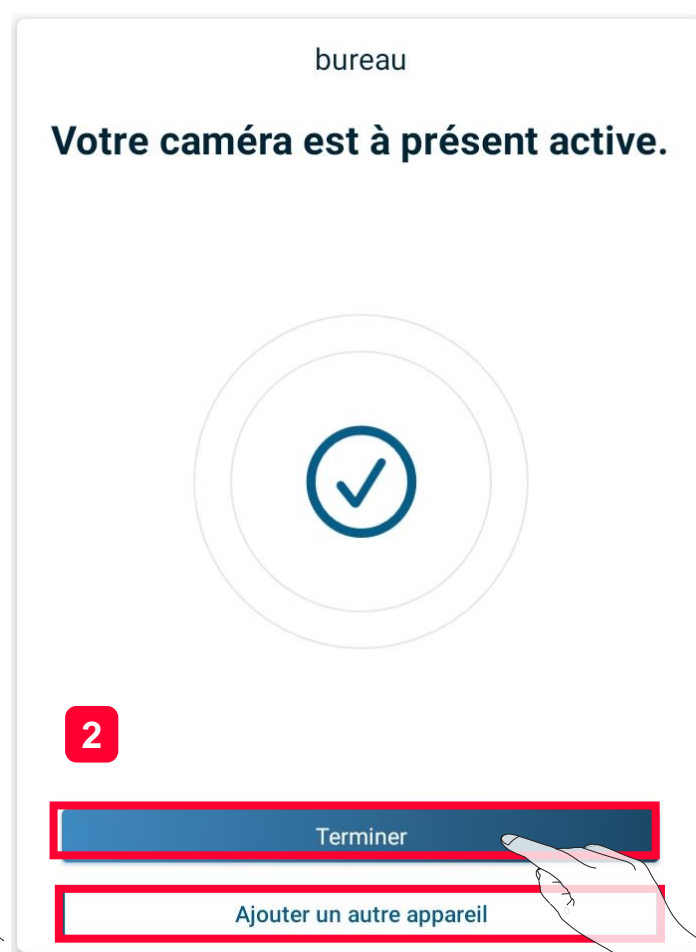 bureau
Votre caméra est à présent active.
2
Terminer
Ajouter un autre appareil